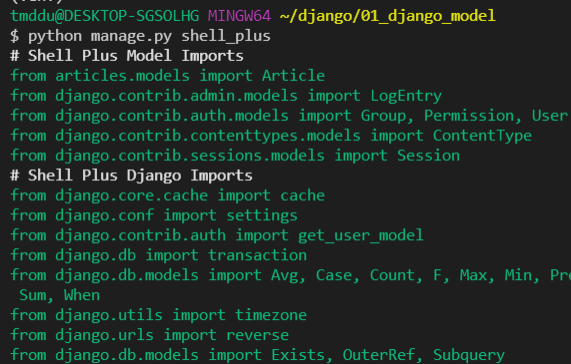 tmddu@DESKTOP-SGSOLHG MINGW64 ~/django/01_django_model
$ python manage.py shell_plus
# Shell Plus Model Imports
from articles.models import Article
from django.contrib.admin.models import LogEntry
from django.contrib.auth.models import Group, Permission, User
from django.contrib.contenttypes.models import ContentType
from django.contrib.sessions.models import Session
# Shell Plus Django Imports
from django.core.cache import cache
from django.conf import settings
from django.contrib.auth import get_user_model
from django.db import transaction
from django.db.models import Avg, Case, Count, F, Max, Min,
Sum, When
from django.utils import timezone
from django.urls import reverse
from django.db.models import Exists, OuterRef, Subquery